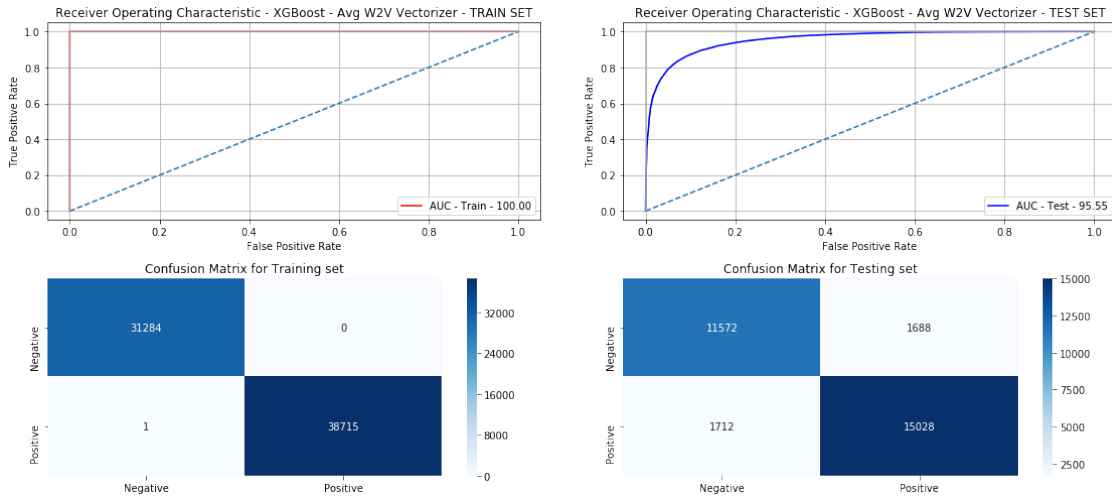 Receiver Operating Characteristic - XGBoost - Avg W2V Vectorizer - TRAIN SET
1.0
0.8
0.6
0.4
0.2
0.0
True Positive Rate
0.0 0.2 0.4 0.6 0.8 1.0
False Positive Rate
AUC - Train - 100.00
Receiver Operating Characteristic - XGBoost - Avg W2V Vectorizer - TEST SET
1.0
0.8
0.6
0.4
0.2
0.0
True Positive Rate
0.0 0.2 0.4 0.6 0.8 1.0
False Positive Rate
AUC - Test - 95.55
Confusion Matrix for Training set
Negative
31284 0
Positive
1 38715
Negative Positive
32000
24000
16000
8000
0
Confusion Matrix for Testing set
Negative
11572 1688
Positive
1712 15028
Negative Positive
15000
12500
10000
7500
5000
2500